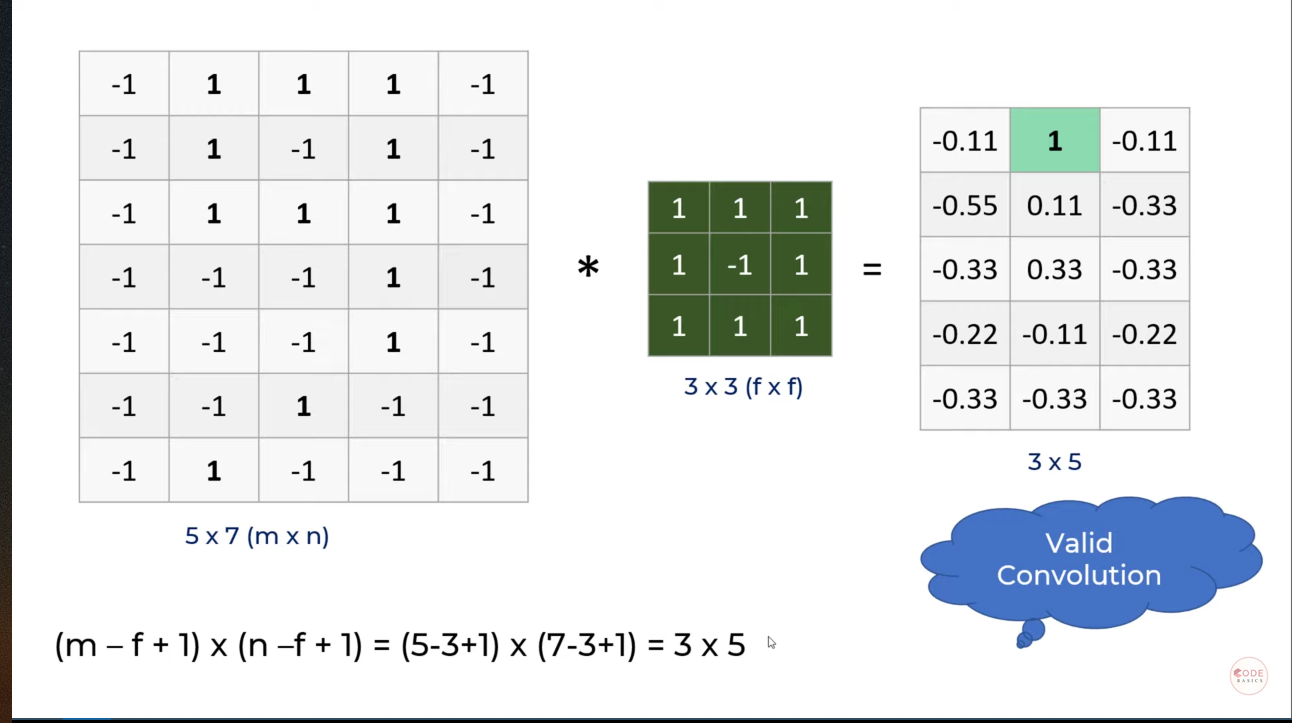 -1 1 1 1 -1
-1 1 -1 1 -1
-1 1 1 1 -1
-1 -1 -1 1 -1
-1 -1 -1 1 -1
-1 -1 1 -1 -1
-1 1 -1 -1 -1
5 x 7 (m x n)
*
1 1 1
1 -1 1
1 1 1
3 x 3 (f x f)
=
-0.11 1 -0.11
-0.55 0.11 -0.33
-0.33 0.33 -0.33
-0.22 -0.11 -0.22
-0.33 -0.33 -0.33
3 x 5
Valid
Convolution
(m – f + 1) x (n –f + 1) = (5-3+1) x (7-3+1) = 3 x 5
CODE
BASICS